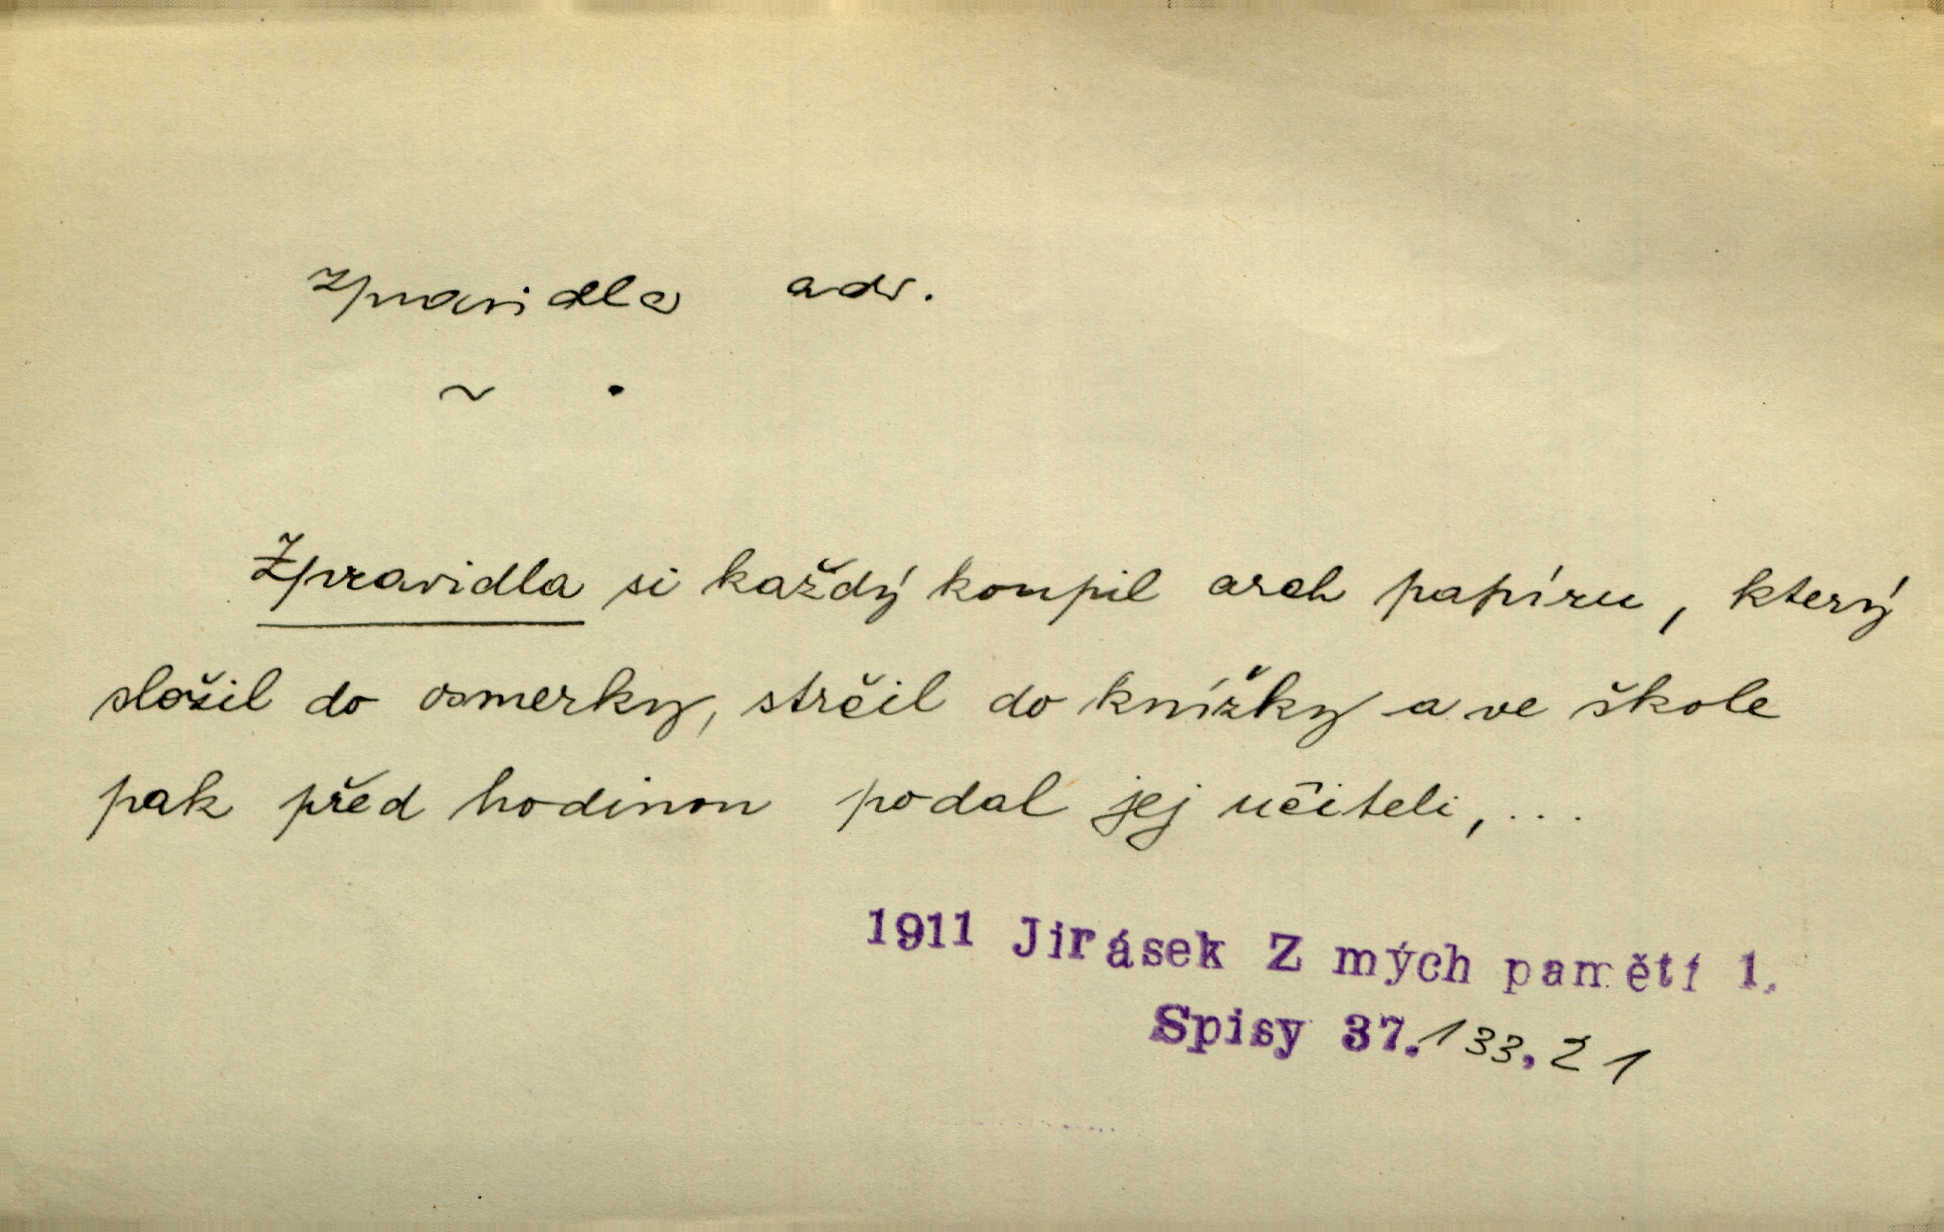 zpravidla adv.
~ .
Zpravidla si každý koupil arch papíru, který
složil do osmerky, strčil do knížky a ve škole
pak před hodinou podal jej učiteli, ...
1911 Jirásek Z mých pamětí 1.
Spisy 37.133,21